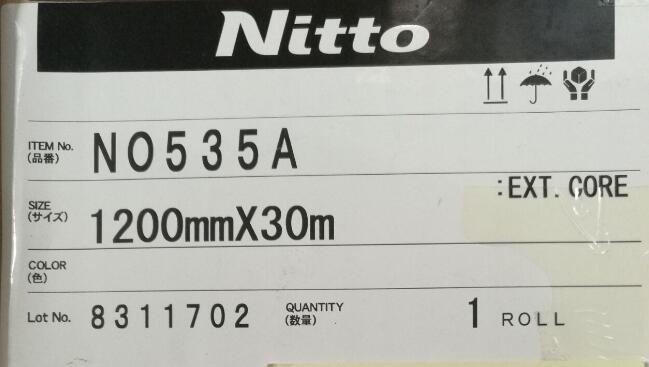 Nitto
ITEM No.
(品番)
NO535A
:EXT. CORE
SIZE
(サイズ)
1200mmX30m
COLOR
(色)
Lot No.
8311702
QUANTITY
(数量)
1 ROLL